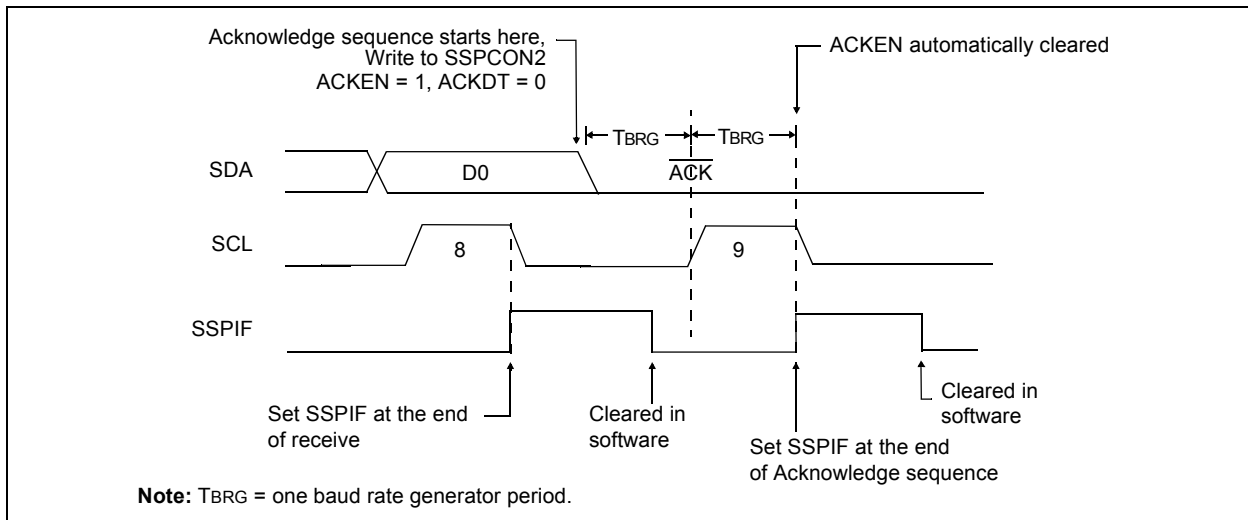 Acknowledge sequence starts here,
Write to SSPCON2
ACKEN = 1, ACKDT = 0
ACKEN automatically cleared
TBRG
TBRG
SDA
D0
ACK
SCL
8
9
SSPIF
Set SSPIF at the end
of receive
Cleared in
software
Set SSPIF at the end
of Acknowledge sequence
Cleared in
software
Note: TBRG = one baud rate generator period.